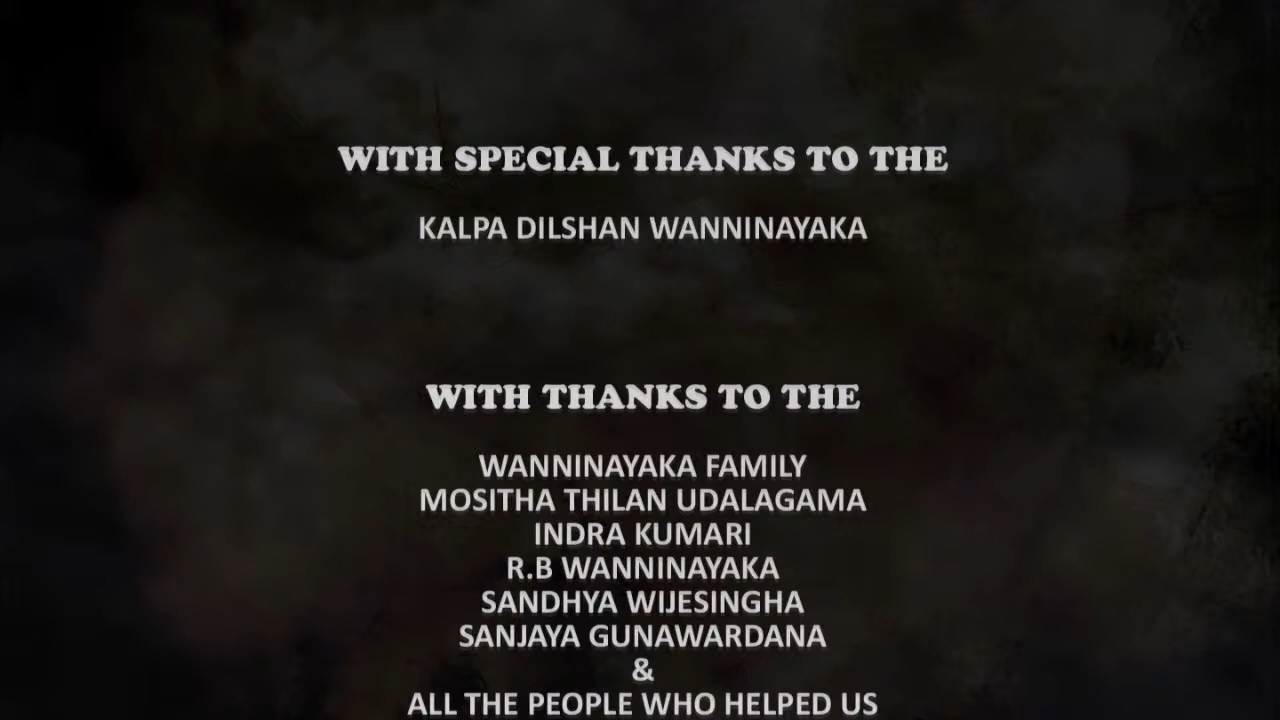 WITH SPECIAL THANKS TO THE
KALPA DILSHAN WANNINAYAKA
WITH THANKS TO THE
WANNINAYAKA FAMILY
MOSITHA THILAN UDALAGAMA
INDRA KUMARI
R.B WANNINAYAKA
SANDHYA WIJESINGHA
SANJAYA GUNAWARDANA
&
ALL THE PEOPLE WHO HELPED US